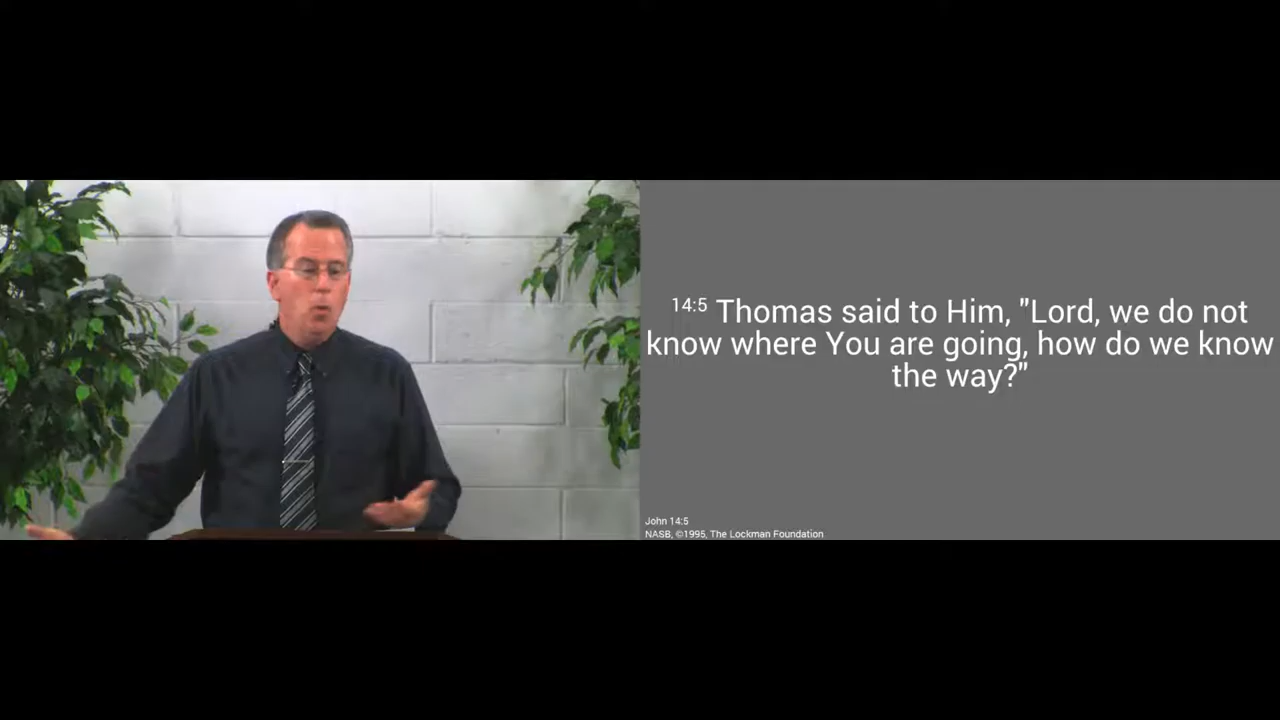 14:5 Thomas said to Him, "Lord, we do not
know where You are going, how do we know
the way?"
John 14:5
NASB, ©1995, The Lockman Foundation